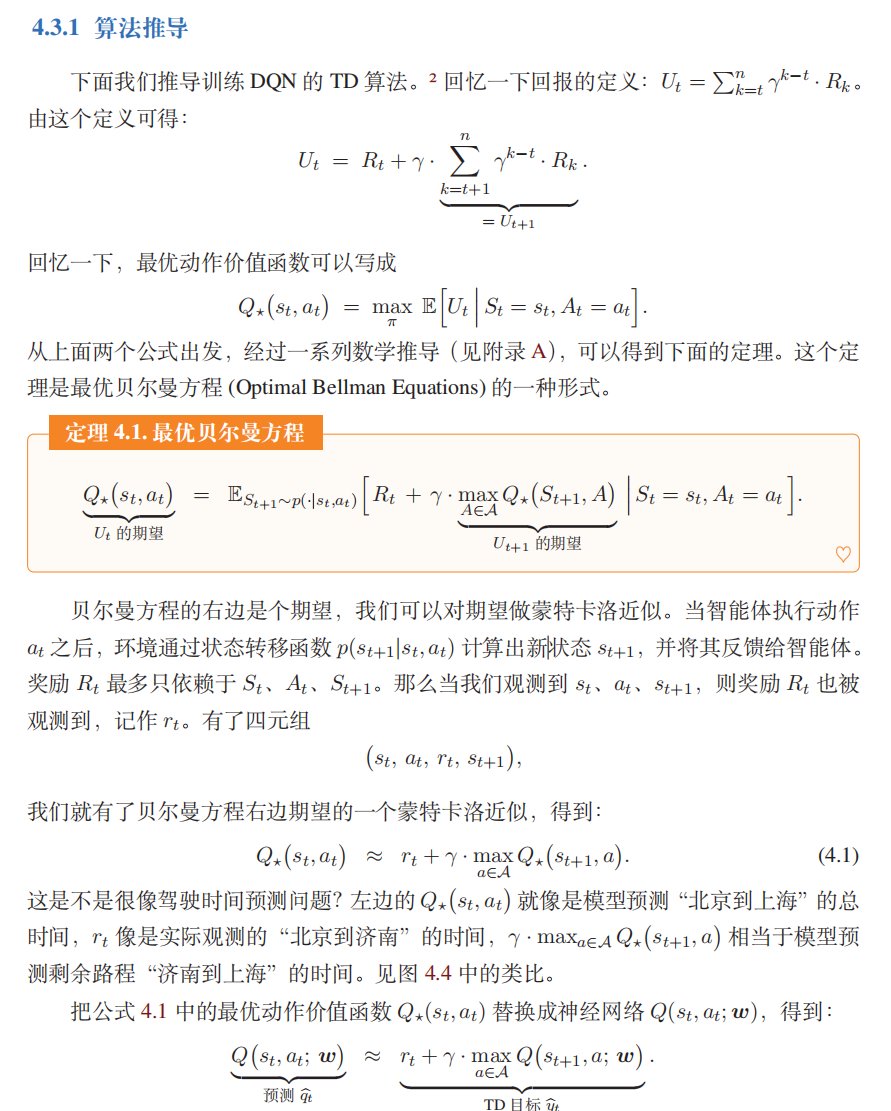 4.3.1 算法推导
下面我们推导训练 DQN 的 TD 算法。² 回忆一下回报的定义：$U_t = \sum_{k=t}^{n} \gamma^{k-t} \cdot R_k$。
由这个定义可得：
$U_t = R_t + \gamma \cdot \underbrace{\sum_{k=t+1}^{n} \gamma^{k-t} \cdot R_k}_{= U_{t+1}}.$
回忆一下，最优动作价值函数可以写成
$Q_\star(s_t, a_t) = \max_{\pi} \mathbb{E}\left[U_t \middle| S_t = s_t, A_t = a_t\right].$
从上面两个公式出发，经过一系列数学推导（见附录 A），可以得到下面的定理。这个定
理是最优贝尔曼方程 (Optimal Bellman Equations) 的一种形式。
定理 4.1. 最优贝尔曼方程
$\underbrace{Q_\star(s_t, a_t)}_{U_t \text{ 的期望}} = \mathbb{E}_{S_{t+1} \sim p(\cdot|s_t, a_t)}\left[R_t + \gamma \cdot \underbrace{\max_{A \in \mathcal{A}} Q_\star(S_{t+1}, A)}_{U_{t+1} \text{ 的期望}} \middle| S_t = s_t, A_t = a_t\right].$
♡
贝尔曼方程的右边是个期望，我们可以对期望做蒙特卡洛近似。当智能体执行动作
$a_t$ 之后，环境通过状态转移函数 $p(s_{t+1}|s_t, a_t)$ 计算出新状态 $s_{t+1}$，并将其反馈给智能体。
奖励 $R_t$ 最多只依赖于 $S_t$、$A_t$、$S_{t+1}$。那么当我们观测到 $s_t$、$a_t$、$s_{t+1}$，则奖励 $R_t$ 也被
观测到，记作 $r_t$。有了四元组
$(s_t, a_t, r_t, s_{t+1}),$
我们就有了贝尔曼方程右边期望的一个蒙特卡洛近似，得到：
$Q_\star(s_t, a_t) \approx r_t + \gamma \cdot \max_{a \in \mathcal{A}} Q_\star(s_{t+1}, a).$ (4.1)
这是不是很像驾驶时间预测问题？左边的 $Q_\star(s_t, a_t)$ 就像是模型预测“北京到上海”的总
时间，$r_t$ 像是实际观测的“北京到济南”的时间，$\gamma \cdot \max_{a \in \mathcal{A}} Q_\star(s_{t+1}, a)$ 相当于模型预
测剩余路程“济南到上海”的时间。见图 4.4 中的类比。
把公式 4.1 中的最优动作价值函数 $Q_\star(s_t, a_t)$ 替换成神经网络 $Q(s_t, a_t; \boldsymbol{w})$，得到：
$\underbrace{Q(s_t, a_t; \boldsymbol{w})}_{\text{预测 } \widehat{q}_t} \approx \underbrace{r_t + \gamma \cdot \max_{a \in \mathcal{A}} Q(s_{t+1}, a; \boldsymbol{w})}_{\text{TD 目标 } \widehat{y}_t}.$